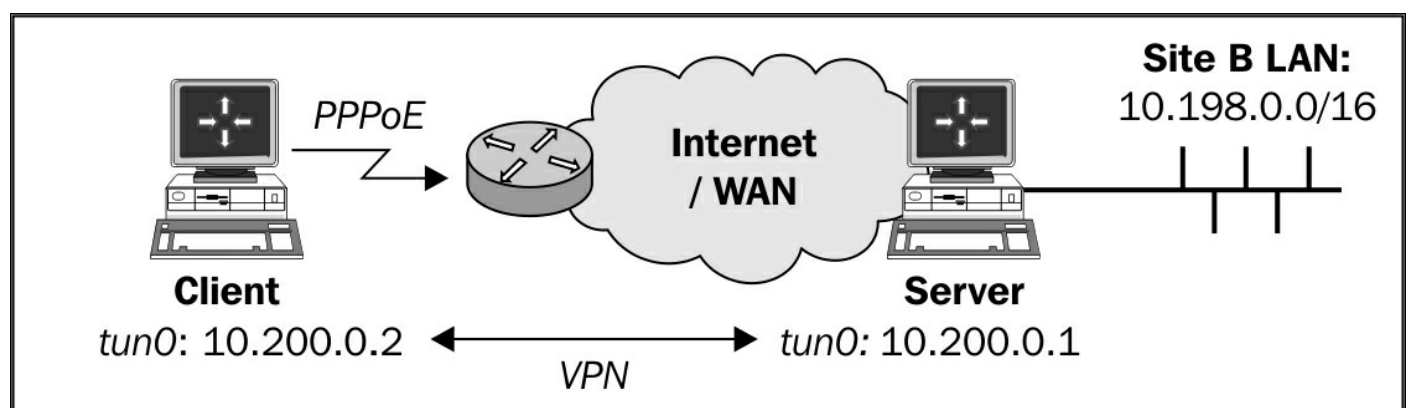 Site B LAN:
10.198.0.0/16
PPPoE
Internet
/ WAN
Client
tun0: 10.200.0.2
VPN
Server
tun0: 10.200.0.1